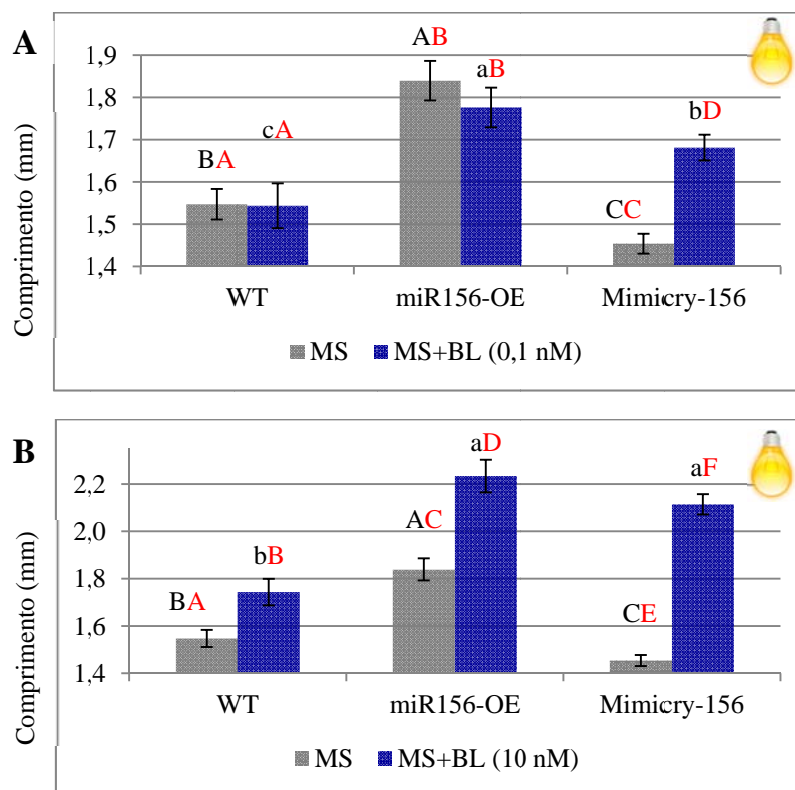 A
Comprimento (mm)
1,9
1,8
1,7
1,6
1,5
1,4
BA
cA
AB
aB
CC
bD
WT
miR156-OE
Mimicry-156
MS
MS+BL (0,1 nM)
B
Comprimento (mm)
2,2
2,0
1,8
1,6
1,4
BA
bB
AC
aD
CE
aF
WT
miR156-OE
Mimicry-156
MS
MS+BL (10 nM)